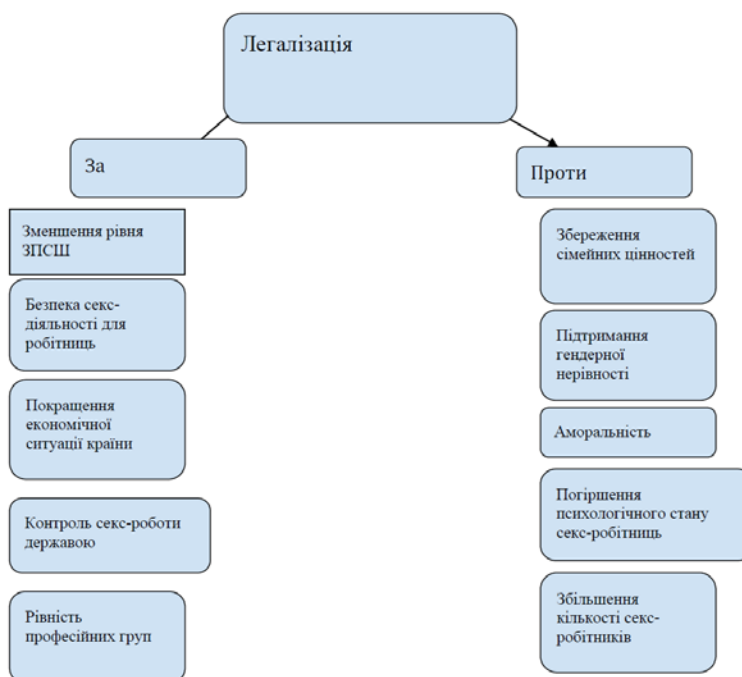 Легалізація
За
Проти
Зменшення рівня
ЗПСШ
Безпека секс-
діяльності для
робітниць
Покращення
економічної
ситуації країни
Контроль секс-роботи
державою
Рівність
професійних груп
Збереження
сімейних цінностей
Підтримання
гендерної
нерівності
Аморальність
Погіршення
психологічного стану
секс-робітниць
Збільшення
кількості секс-
робітників